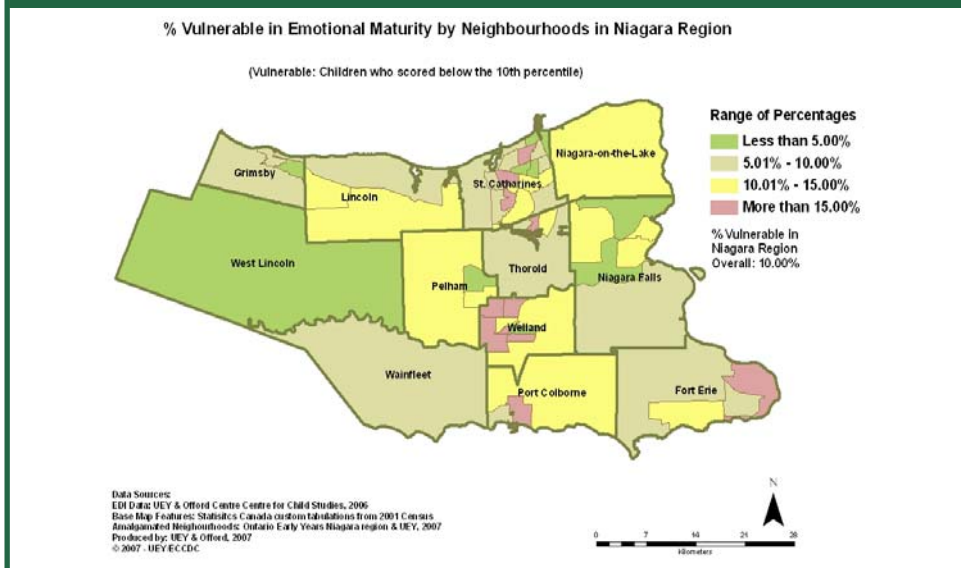 % Vulnerable in Emotional Maturity by Neighbourhoods in Niagara Region
(Vulnerable: Children who scored below the 10th percentile)
Range of Percentages
Less than 5.00%
5.01% - 10.00%
10.01% - 15.00%
More than 15.00%
% Vulnerable in
Niagara Region
Overall: 10.00%
Niagara-on-the-Lake
Grimsby
St. Catharines
Lincoln
West Lincoln
Thorold
Niagara Falls
Pelham
Welland
Wainfleet
Port Colborne
Fort Erie
Data Sources:
EDI Data: UEY & Offord Centre Centre for Child Studies, 2006
Base Map Features: Statisitcs Canada custom tabulations from 2001 Census
Amalgamated Neighourhoods: Ontario Early Years Niagara region & UEY, 2007
Produced by: UEY & Offord, 2007
© 2007 - UEY/ECCDC
N
0 3.5 7 14 21 28
Kilometers